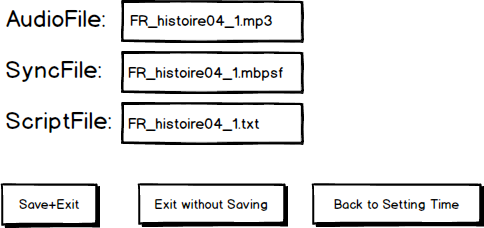 AudioFile: FR_histoire04_1.mp3
SyncFile: FR_histoire04_1.mbpsf
ScriptFile: FR_histoire04_1.txt
Save+Exit Exit without Saving Back to Setting Time